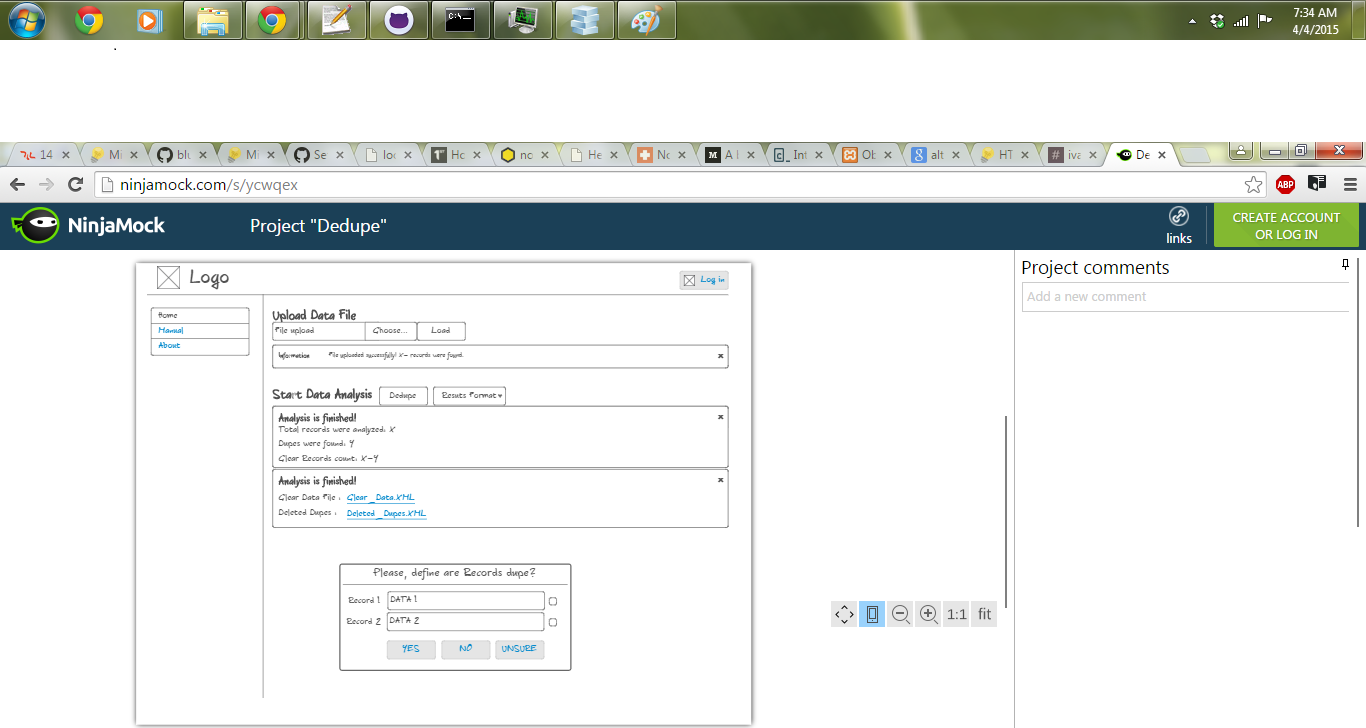 7:34 AM
4/4/2015
14
Mi
blu
Mi
Se
loc
Ho
nc
He
No
M A l
c_ Int
Ob
8 alt
HT
# iva
De
ninjamock.com/s/ycwqex
ABP
NinjaMock
Project "Dedupe"
links
CREATE ACCOUNT
OR LOG IN
Logo
Log in
Project comments
Add a new comment
Home
Manual
About
Upload Data File
File upload
Choose...
Load
Information File uploaded successfully! X - records were found.
Start Data Analysis
Dedupe
Resuts Format
Analysis is finished!
Total records were analyzed: X
Dupes were found: Y
Clear Records count: X-Y
Analysis is finished!
Clear Data File : Clear_Data.XML
Deleted Dupes : Deleted_Dupes.XML
Please, define are Records dupe?
Record 1 DATA 1
Record 2 DATA 2
YES
NO
UNSURE
1:1
fit